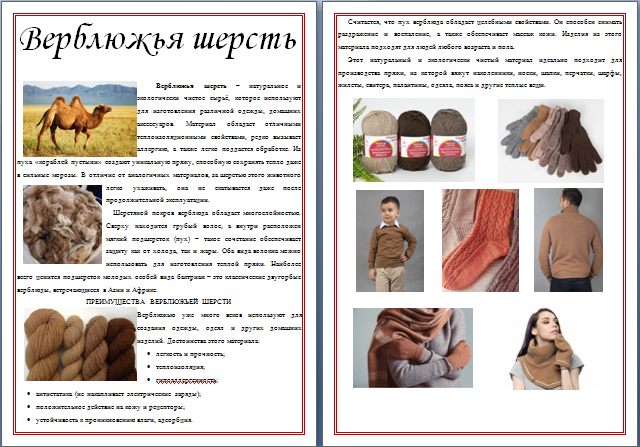 Верблюжья шерсть
Верблюжья шерсть – натуральное и
экологически чистое сырьё, которое используют
для изготовления различной одежды, домашних
аксессуаров. Материал обладает отличными
теплоизоляционными свойствами, редко вызывает
аллергию, а также легко поддается обработке. Из
пуха «кораблей пустыни» создают уникальную пряжу, способную сохранять тепло даже
в сильные морозы. В отличие от аналогичных материалов, за шерстью этого животного
легко ухаживать, она не скатывается даже после
продолжительной эксплуатации.
Шерстяной покров верблюда обладает многослойностью.
Сверху находится грубый волос, а внутри расположен
мягкий подшерсток (пух) – такое сочетание обеспечивает
защиту как от холода, так и жары. Оба вида волокна можно
использовать для изготовления теплой пряжи. Наиболее
всего ценится подшерсток молодых особей вида бактриан – это классические двугорбые
верблюды, встречающиеся в Азии и Африке.
ПРЕИМУЩЕСТВА ВЕРБЛЮЖЬЕЙ ШЕРСТИ
Верблюжью уже много веков используют для
создания одежды, одеял и других домашних
изделий. Достоинства этого материала:
• легкость и прочность;
• теплоизоляция;
•
• антистатика (не накапливает электрические заряды);
• положительное действие на кожу и рецепторы;
• устойчивость к проникновению влаги, адсорбция.
Считается, что пух верблюда обладает целебными свойствами. Он способен снимать
раздражение и воспаление, а также обеспечивает массаж кожи. Изделия из этого
материала подходят для людей любого возраста и пола.
Этот натуральный и экологически чистый материал идеально подходит для
производства пряжи, из которой вяжут наколенники, носки, шапки, перчатки, шарфы,
жилеты, свитера, палантины, одеяла, пояса и другие теплые вещи.